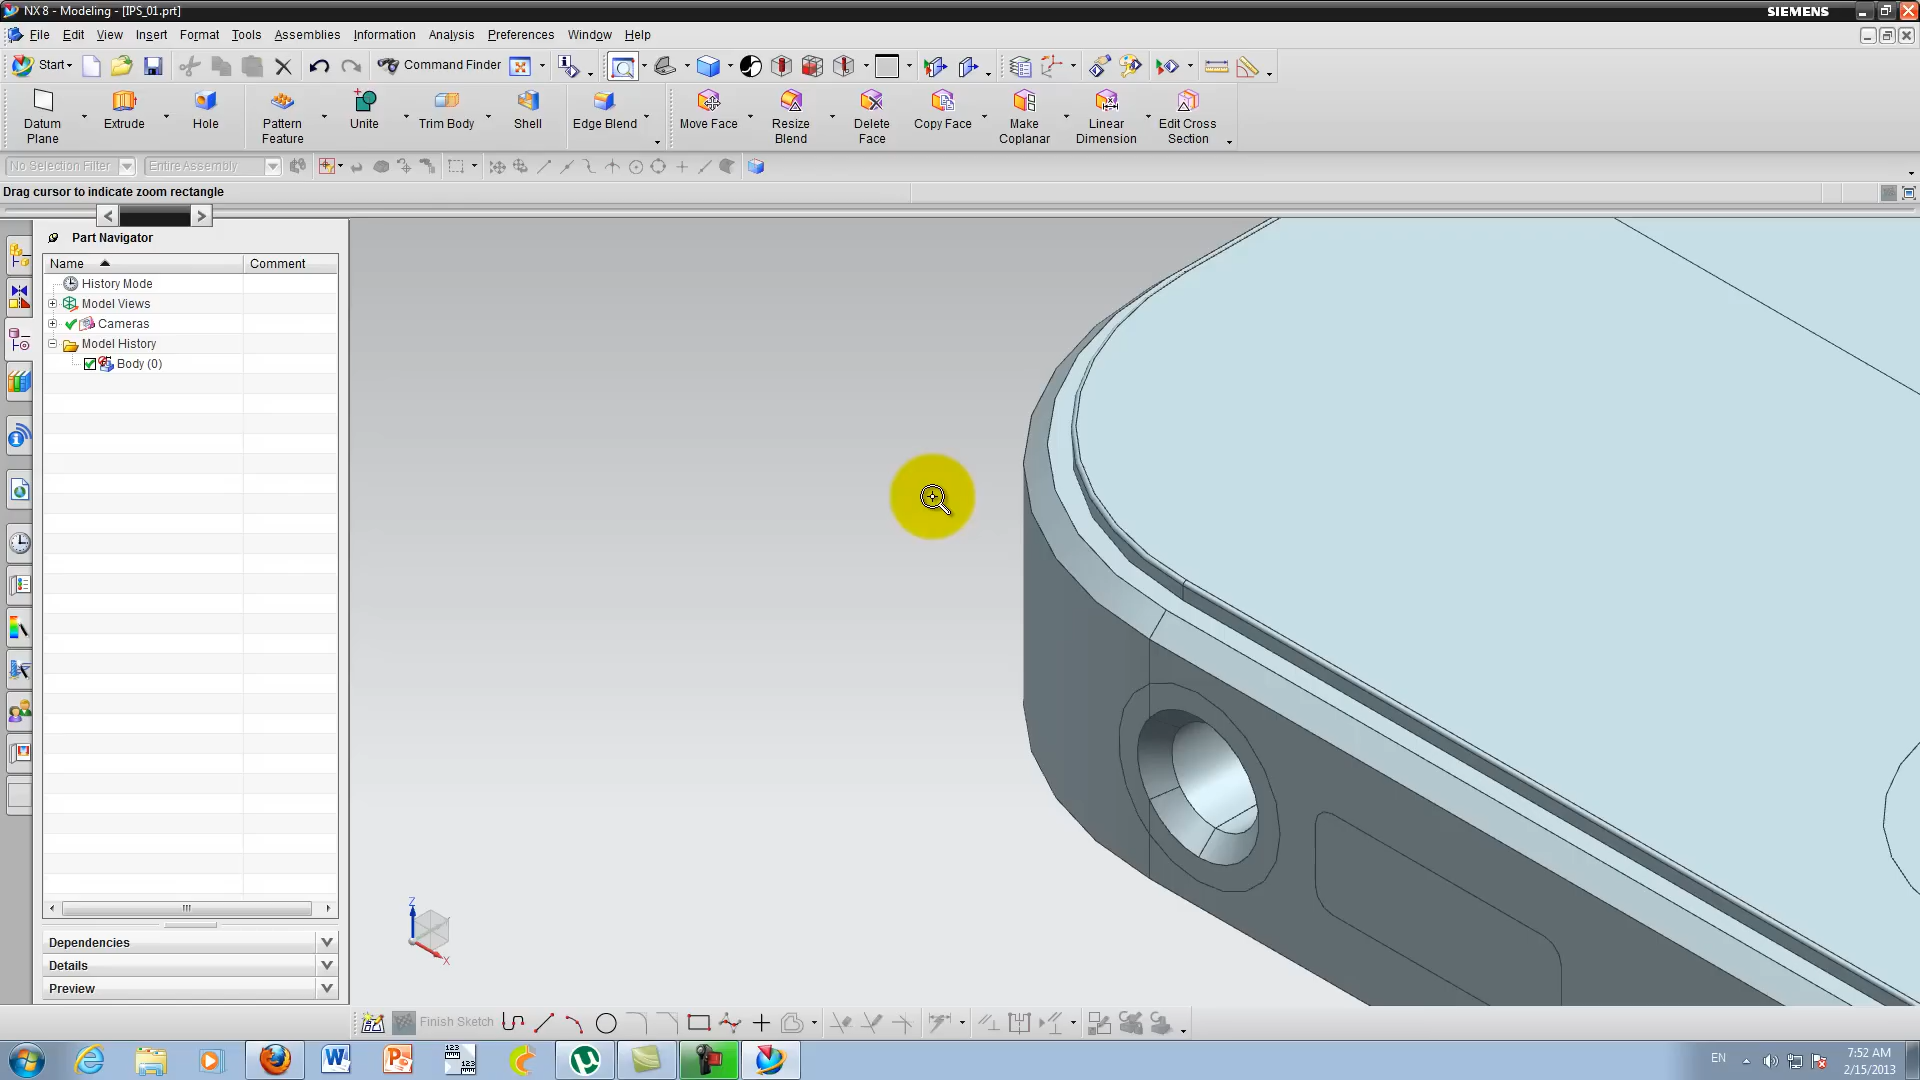 NX 8 - Modeling - [IPS_01.prt]
SIEMENS
File Edit View Insert Format Tools Assemblies Information Analysis Preferences Window Help
Start Command Finder
Datum Plane Extrude Hole Pattern Feature Unite Trim Body Shell Edge Blend Move Face Resize Blend Delete Face Copy Face Make Coplanar Linear Dimension Edit Cross Section
No Selection Filter Entire Assembly
Drag cursor to indicate zoom rectangle
Part Navigator
Name Comment
History Mode
Model Views
Cameras
Model History
Body (0)
Z
X
Dependencies
Details
Preview
Finish Sketch
EN
7:52 AM
2/15/2013